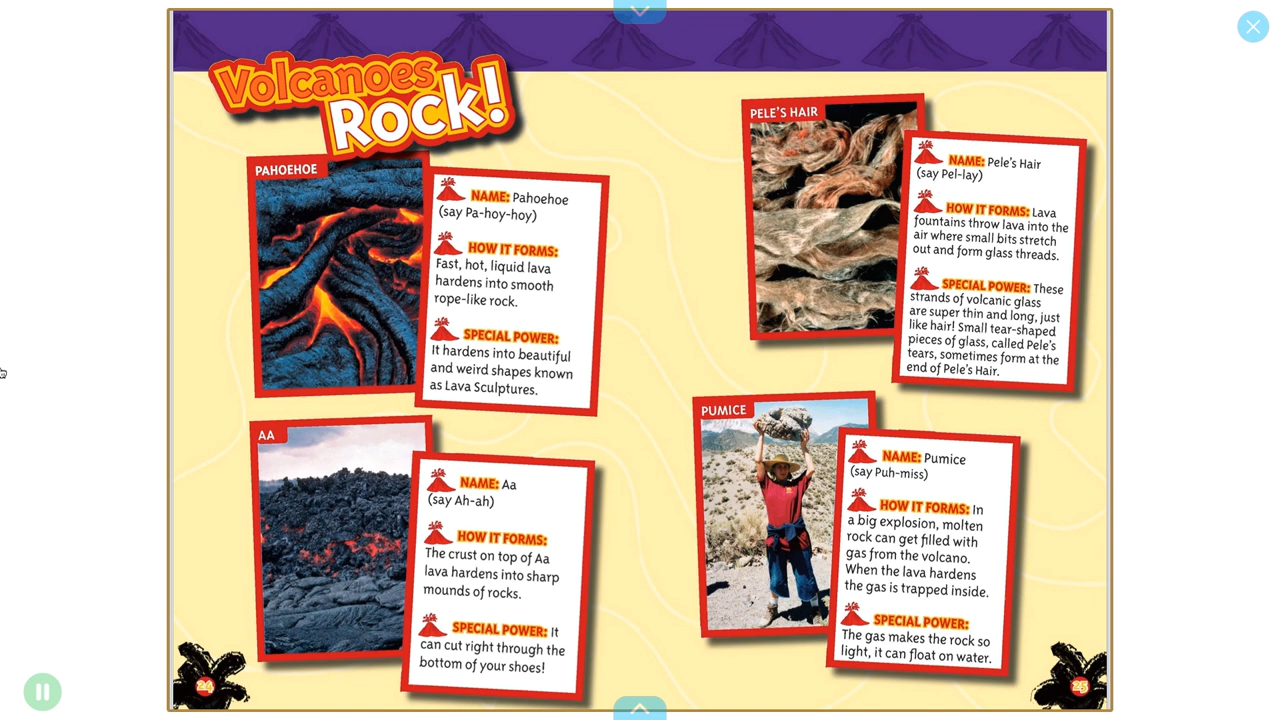 Volcanoes
Rock!
PAHOEHOE
NAME: Pahoehoe
(say Pa-hoy-hoy)
HOW IT FORMS:
Fast, hot, liquid lava
hardens into smooth
rope-like rock.
SPECIAL POWER:
It hardens into beautiful
and weird shapes known
as Lava Sculptures.
AA
NAME: Aa
(say Ah-ah)
HOW IT FORMS:
The crust on top of Aa
lava hardens into sharp
mounds of rocks.
SPECIAL POWER: It
can cut right through the
bottom of your shoes!
24
PELE'S HAIR
NAME: Pele's Hair
(say Pel-lay)
HOW IT FORMS: Lava
fountains throw lava into the
air where small bits stretch
out and form glass threads.
SPECIAL POWER: These
strands of volcanic glass
are super thin and long, just
like hair! Small tear-shaped
pieces of glass, called Pele's
tears, sometimes form at the
end of Pele's Hair.
PUMICE
NAME: Pumice
(say Puh-miss)
HOW IT FORMS: In
a big explosion, molten
rock can get filled with
gas from the volcano.
When the lava hardens
the gas is trapped inside.
SPECIAL POWER:
The gas makes the rock so
light, it can float on water.
25